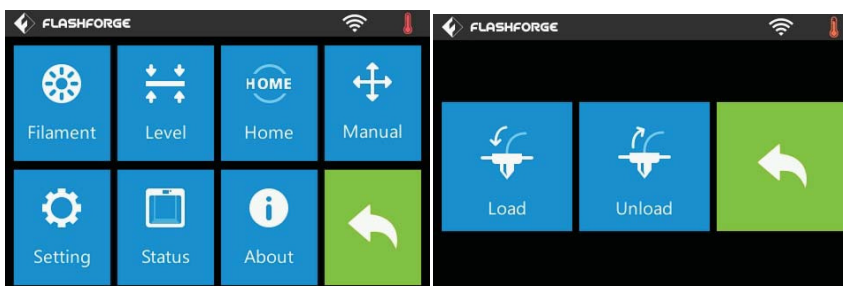 FLASHFORGE
HOME
Filament Level Home Manual
Setting Status About
FLASHFORGE
Load Unload